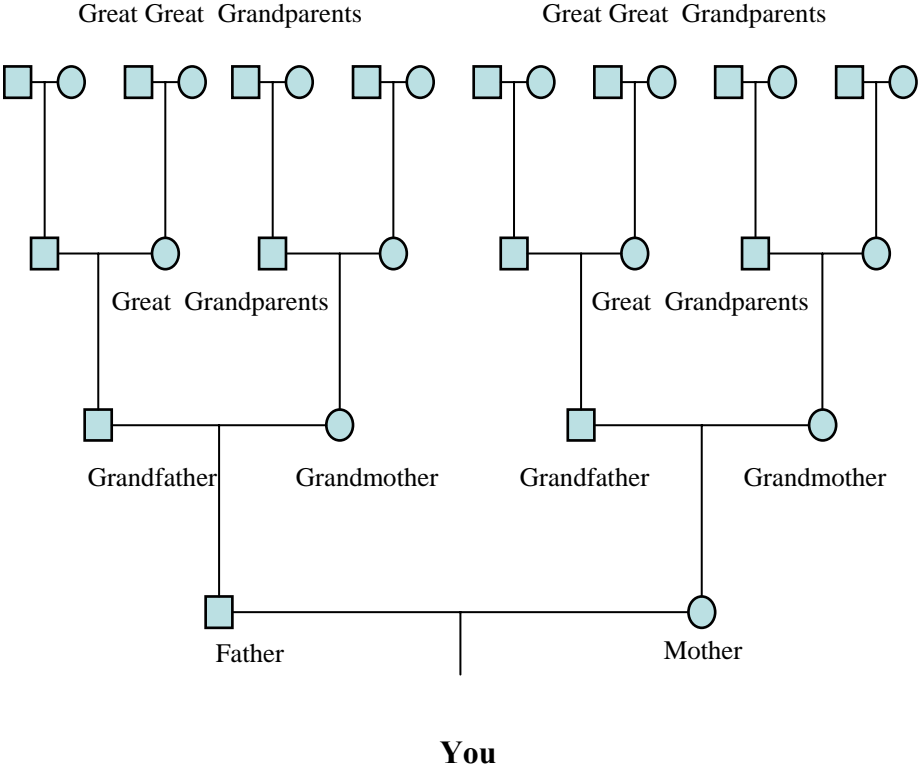 Great Great Grandparents
Great Great Grandparents
Great Grandparents
Great Grandparents
Grandfather
Grandmother
Grandfather
Grandmother
Father
Mother
You